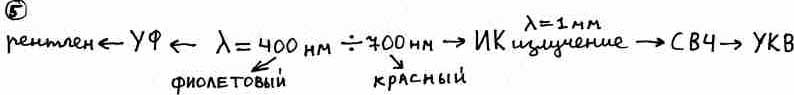 5
λ=1мм
рентген ← УФ ← λ=400 нм ÷ 700 нм → ИК излучение → СВЧ → УКВ
фиолетовый красный